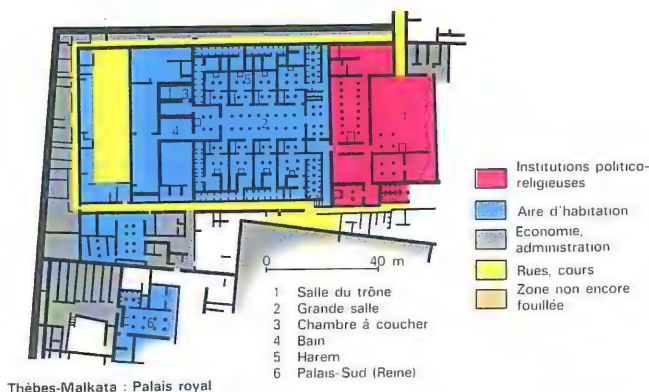 1
3
5
4
2
6
Institutions politico-
religieuses
Aire d'habitation
Economie,
administration
Rues, cours
Zone non encore
fouillée
0 40 m
1 Salle du trône
2 Grande salle
3 Chambre à coucher
4 Bain
5 Harem
6 Palais-Sud (Reine)
Thèbes-Malkata : Palais royal